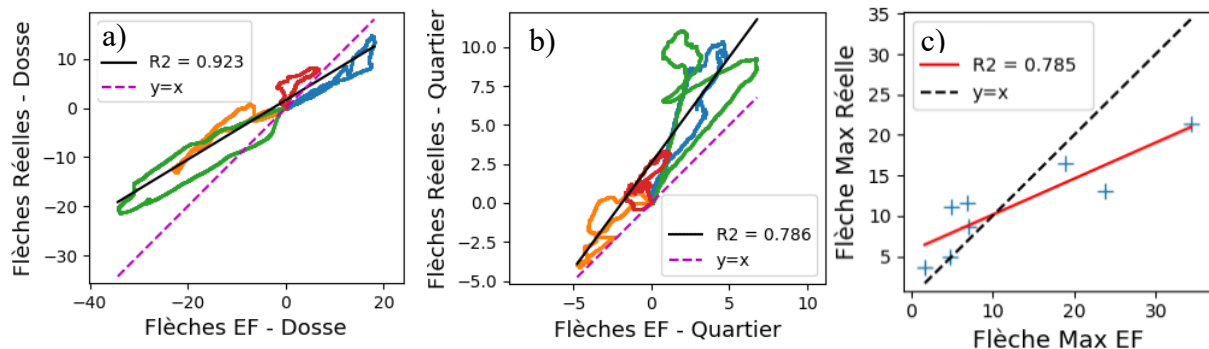 a)
R2 = 0.923
y=x
10
0
−10
−20
−30
−40
−20
0
20
Flèches Réelles - Dosse
Flèches EF - Dosse
b)
10.0
7.5
5.0
2.5
0.0
−2.5
−5.0
R2 = 0.786
y=x
−5
0
5
10
Flèches Réelles - Quartier
Flèches EF - Quartier
c)
R2 = 0.785
y=x
35
30
25
20
15
10
5
0
10
20
30
Flèche Max Réelle
Flèche Max EF